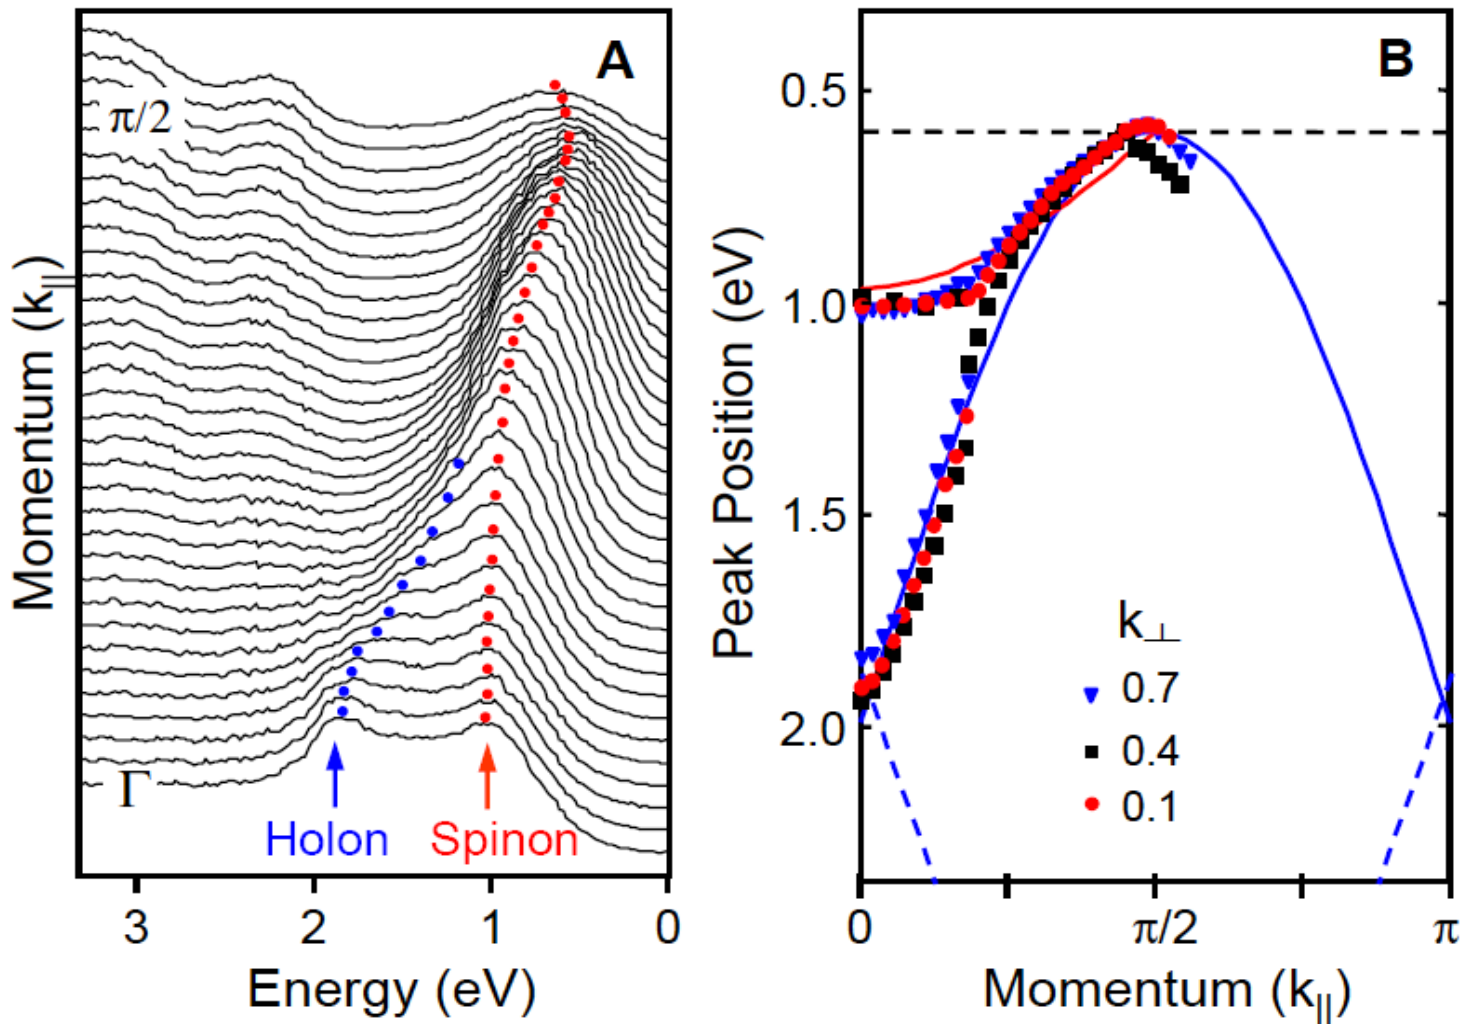 A
π/2
Γ
Holon
Spinon
3
2
1
0
Energy (eV)
Momentum (k||)
B
0.5
1.0
1.5
2.0
k⊥
0.7
0.4
0.1
0
π/2
π
Momentum (k||)
Peak Position (eV)